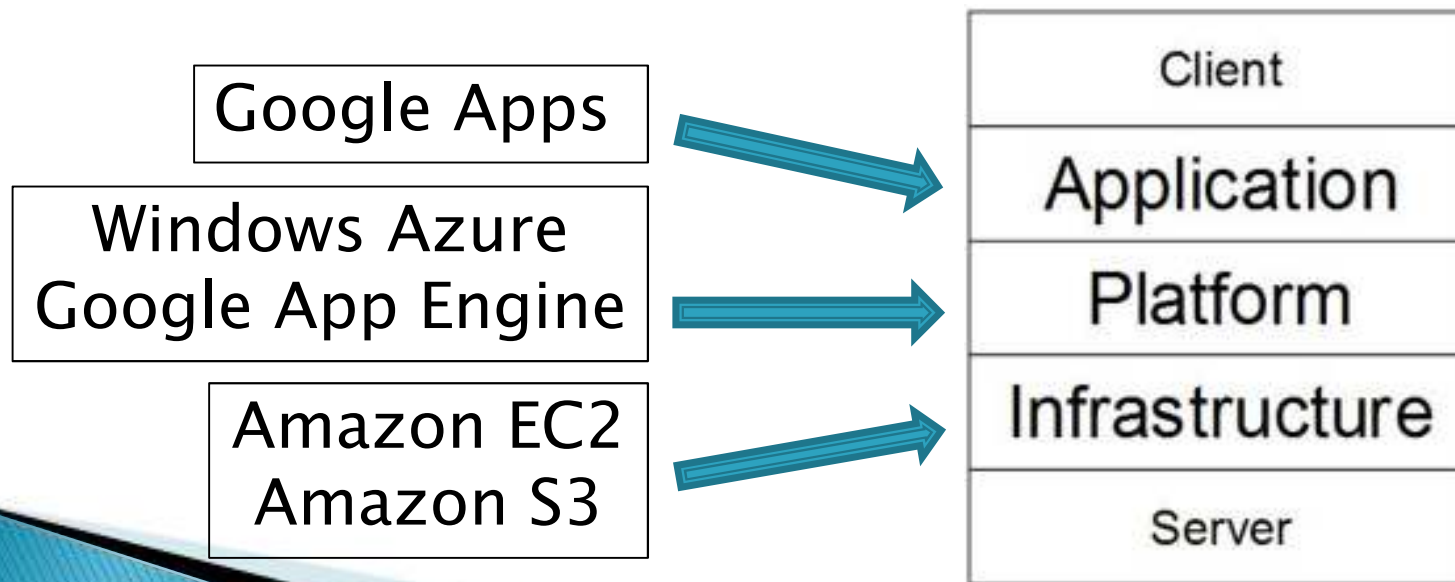 Google Apps
Windows Azure
Google App Engine
Amazon EC2
Amazon S3
Client
Application
Platform
Infrastructure
Server